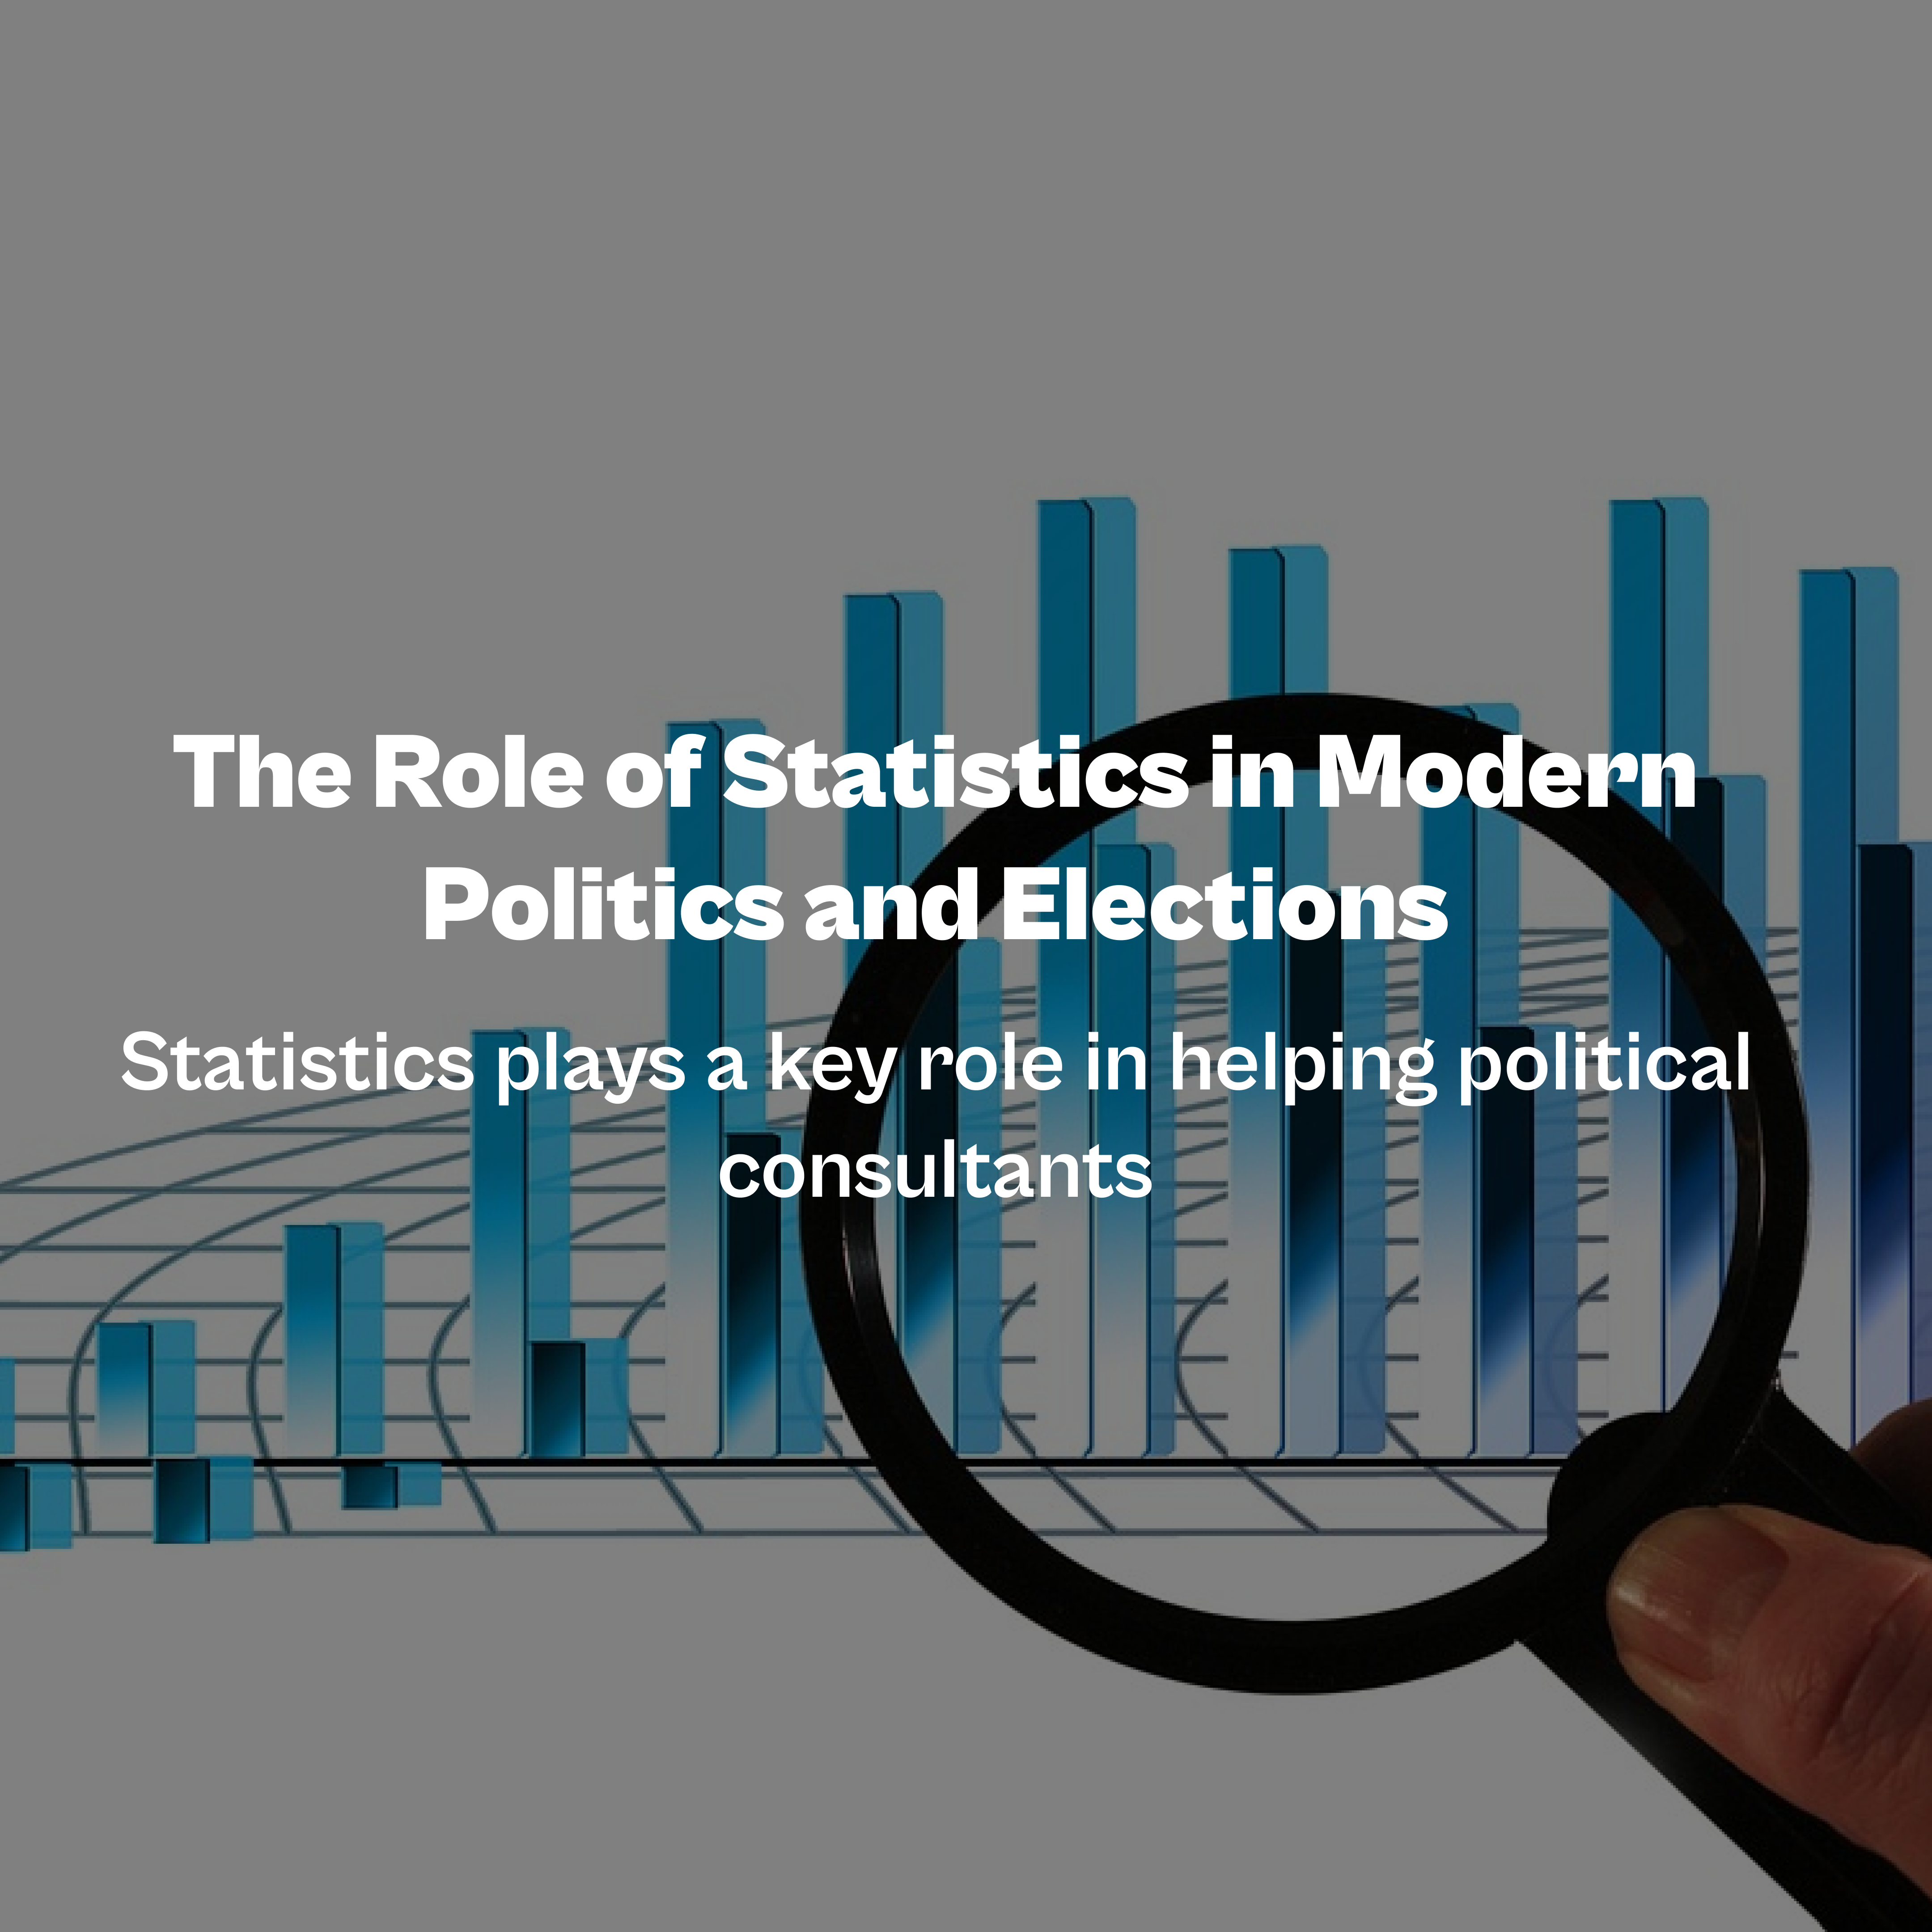 The Role of Statistics in Modern
Politics and Elections
Statistics plays a key role in helping political
consultants